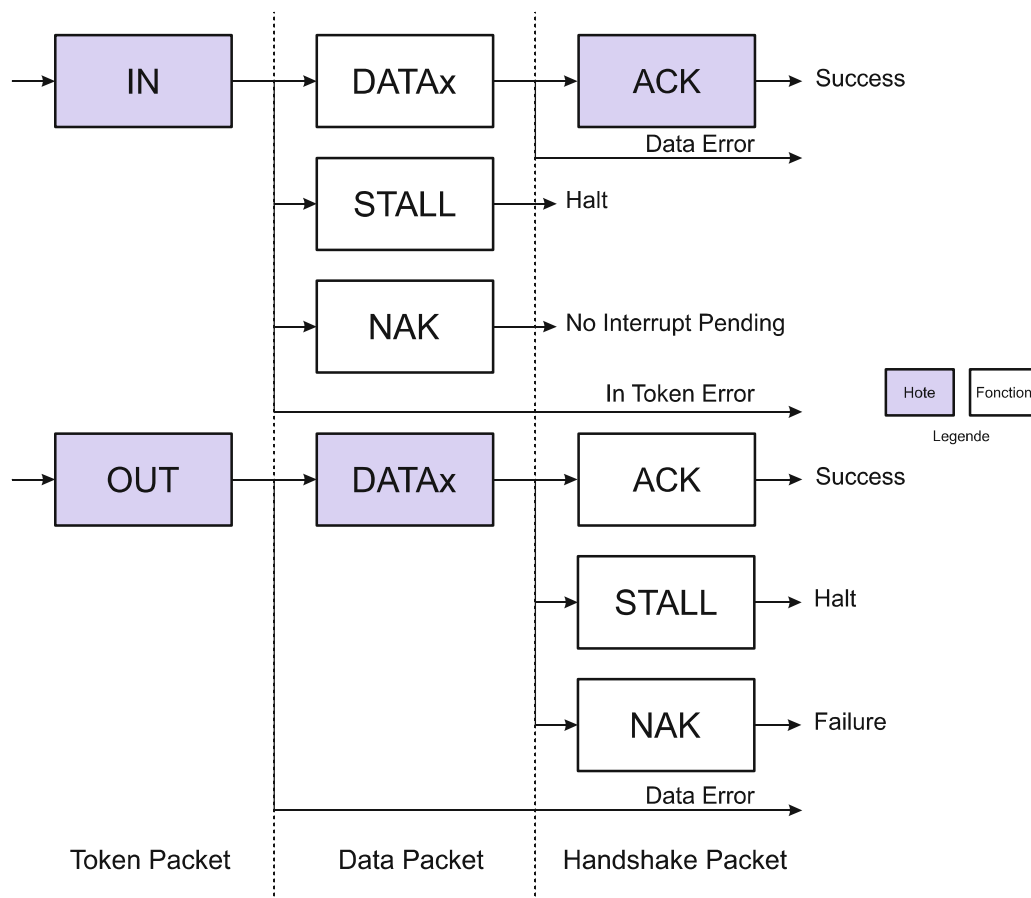 IN
DATAx
ACK
Success
Data Error
STALL
Halt
NAK
No Interrupt Pending
In Token Error
Hote
Fonction
Legende
OUT
DATAx
ACK
Success
STALL
Halt
NAK
Failure
Data Error
Token Packet
Data Packet
Handshake Packet